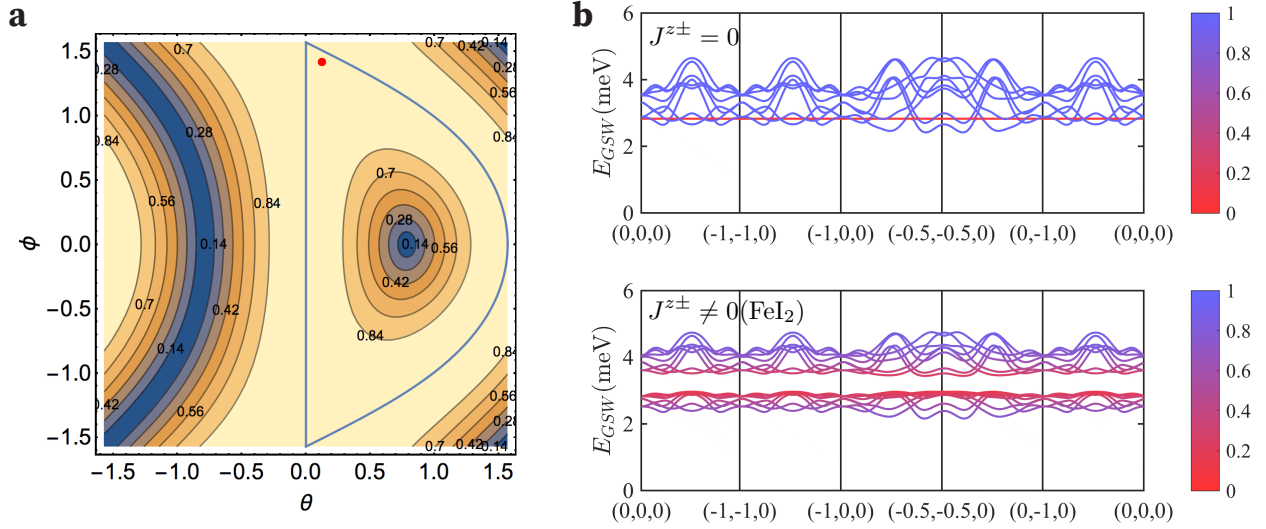 a
1.5
1.0
0.5
0.0
−0.5
−1.0
−1.5
ϕ
−1.5 −1.0 −0.5 0.0 0.5 1.0 1.5
θ
0.7 0.7 0.42 0.14
0.28 0.28
0.56
0.28
0.84 0.84
0.7
0.56 0.84
0.28
0.14 0.14 0.56
0.42
0.7 0.42
0.84
0.14 0.84
0.42 0.56 0.56
0.28
0.7 0.42 0.14
b
6
4
2
0
E_{GSW}(meV)
J^{z±} = 0
(0,0,0) (-1,-1,0) (-1,0,0) (-0.5,-0.5,0) (0,-1,0) (0,0,0)
1
0.8
0.6
0.4
0.2
0
6
4
2
0
E_{GSW}(meV)
J^{z±} ≠ 0(FeI₂)
(0,0,0) (-1,-1,0) (-1,0,0) (-0.5,-0.5,0) (0,-1,0) (0,0,0)
1
0.8
0.6
0.4
0.2
0